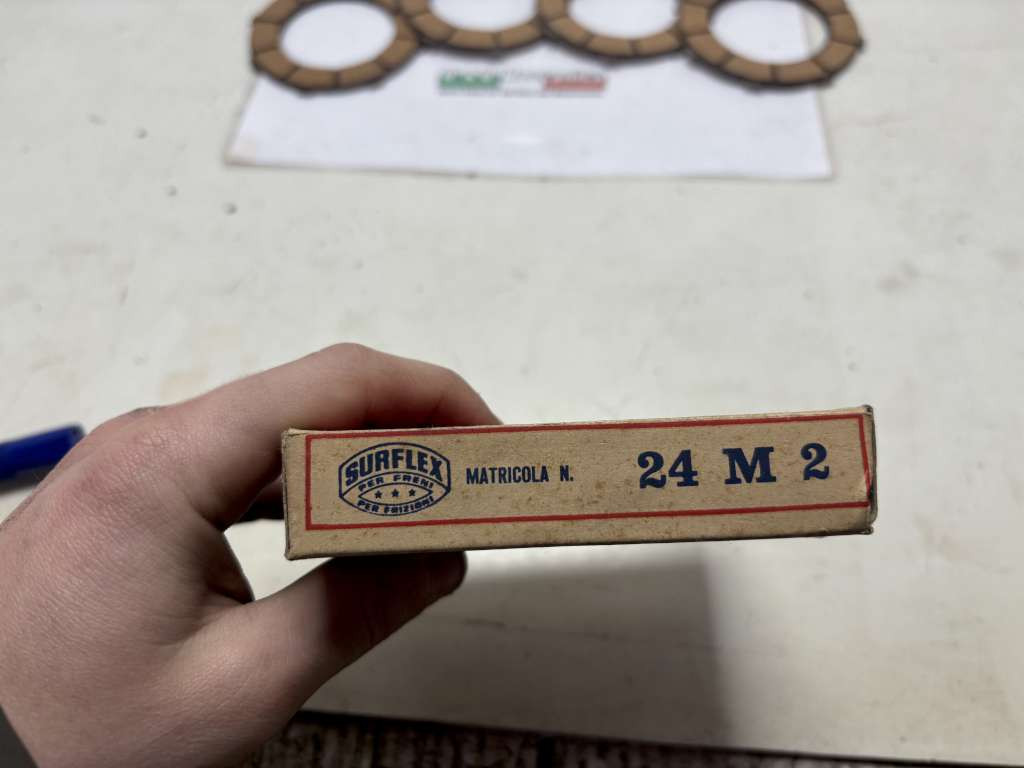 SURFLEX
PER FRENI
PER FRIZIONI
MATRICOLA N.
24 M 2